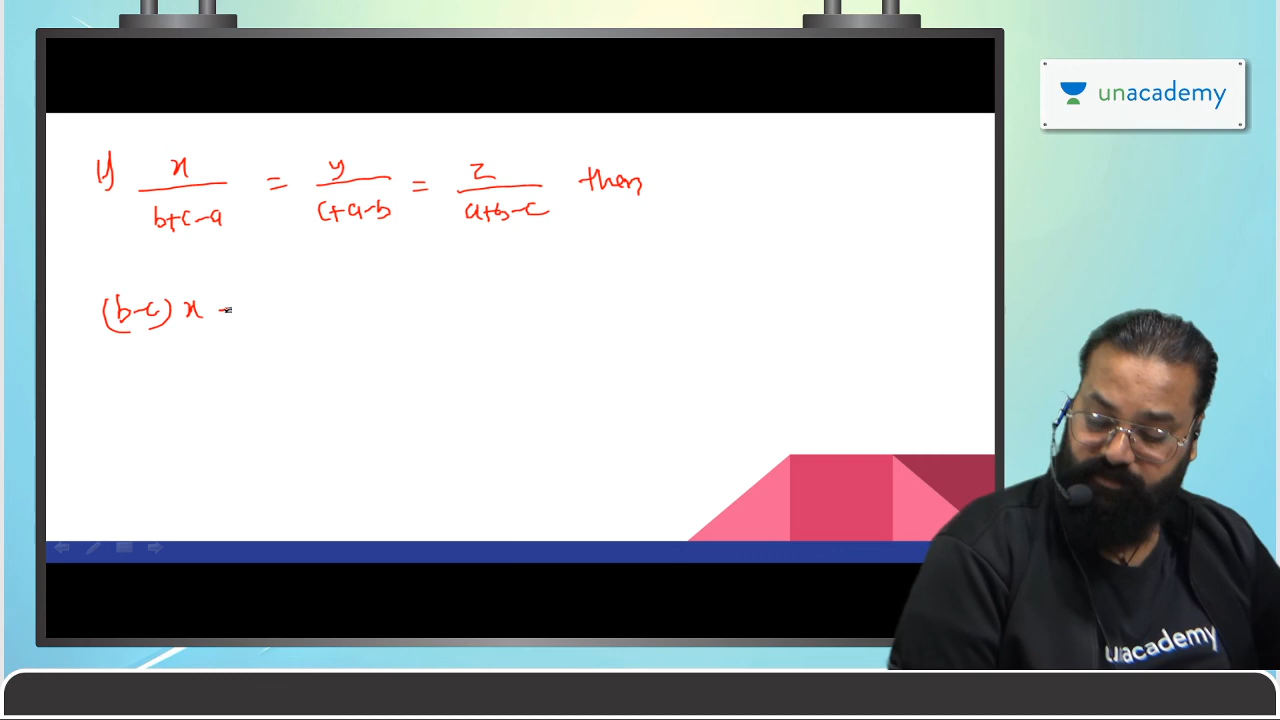 unacademy
If x/(b+c-a) = y/(c+a-b) = z/(a+b-c) then
(b-c) x -
unacademy